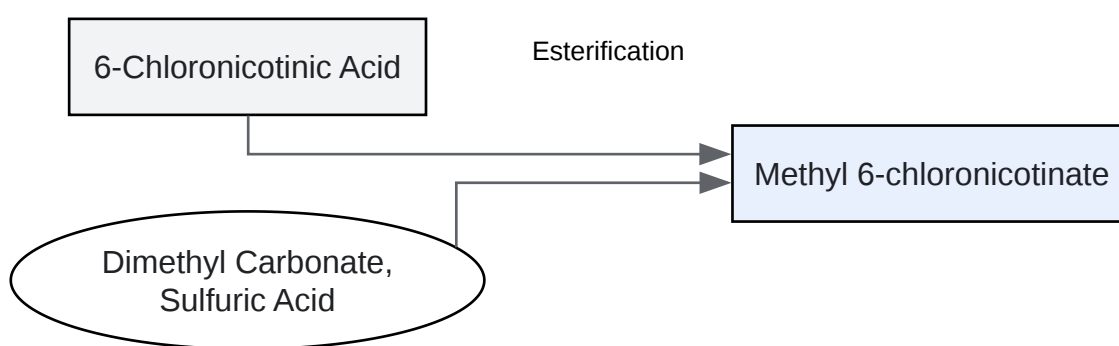 6-Chloronicotinic Acid
Esterification
Methyl 6-chloronicotinate
Dimethyl Carbonate,
Sulfuric Acid